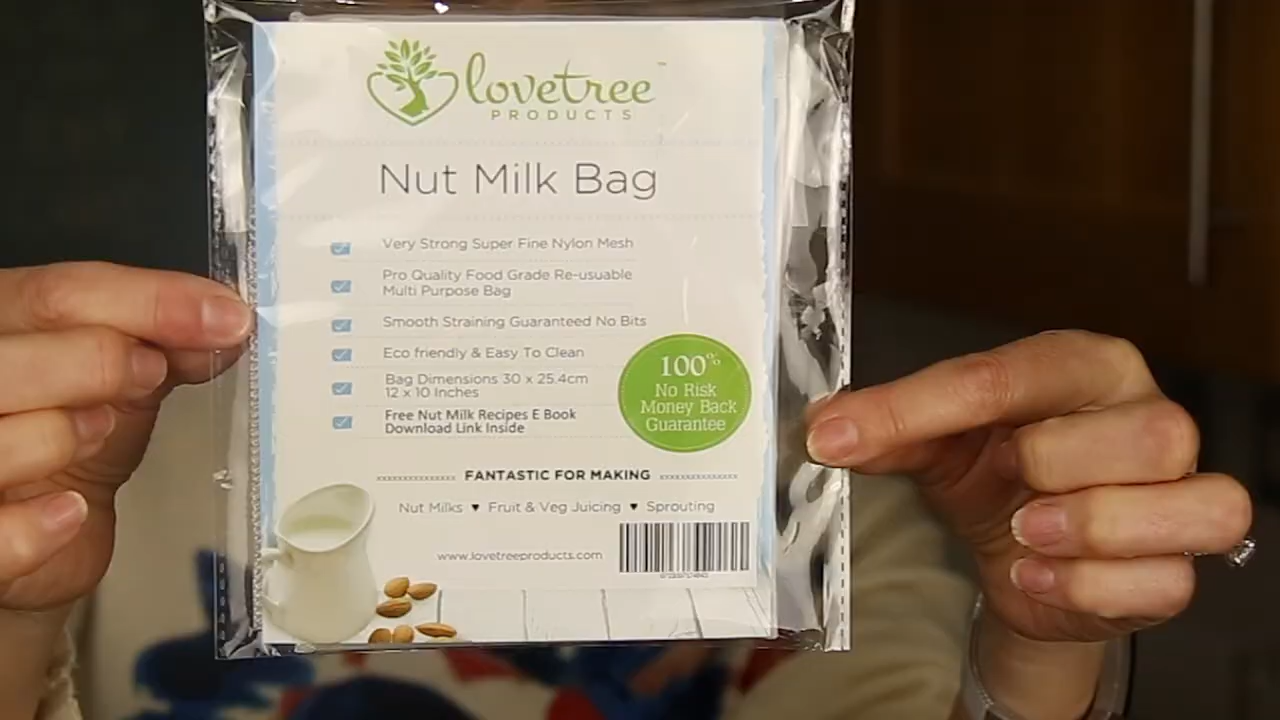 lovetree
PRODUCTS
Nut Milk Bag
Very Strong Super Fine Nylon Mesh
Pro Quality Food Grade Re-usuable
Multi Purpose Bag
Smooth Straining Guaranteed No Bits
Eco friendly & Easy To Clean
Bag Dimensions 30 x 25.4cm
12 x 10 Inches
Free Nut Milk Recipes E Book
Download Link Inside
100%
No Risk
Money Back
Guarantee
FANTASTIC FOR MAKING
Nut Milks ♥ Fruit & Veg Juicing ♥ Sprouting
www.lovetreeproducts.com